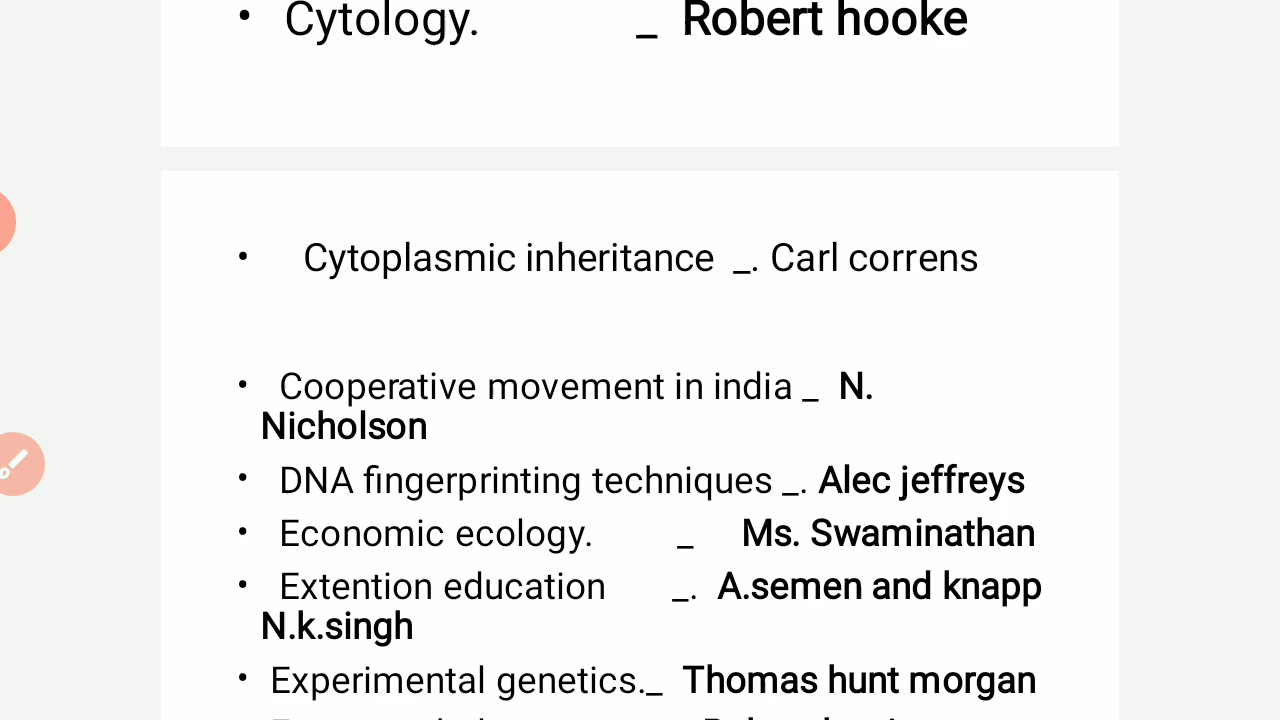 • Cytology. _ Robert hooke
• Cytoplasmic inheritance _. Carl correns
• Cooperative movement in india _ N.
Nicholson
• DNA fingerprinting techniques _. Alec jeffreys
• Economic ecology. _ Ms. Swaminathan
• Extention education _. A.semen and knapp
N.k.singh
• Experimental genetics._ Thomas hunt morgan